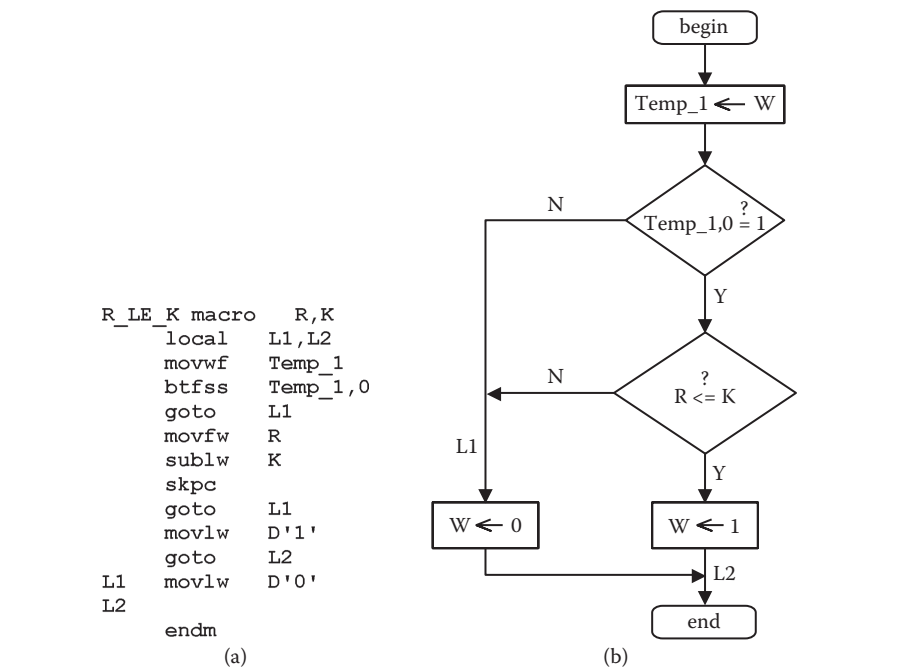 R_LE_K macro R,K
local L1,L2
movwf Temp_1
btfss Temp_1,0
goto L1
movfw R
sublw K
skpc
goto L1
movlw D'1'
goto L2
L1 movlw D'0'
L2
endm
(a)
begin
Temp_1 ← W
N
?
Temp_1,0 = 1
Y
N
?
R <= K
L1
Y
W ← 0
W ← 1
L2
end
(b)